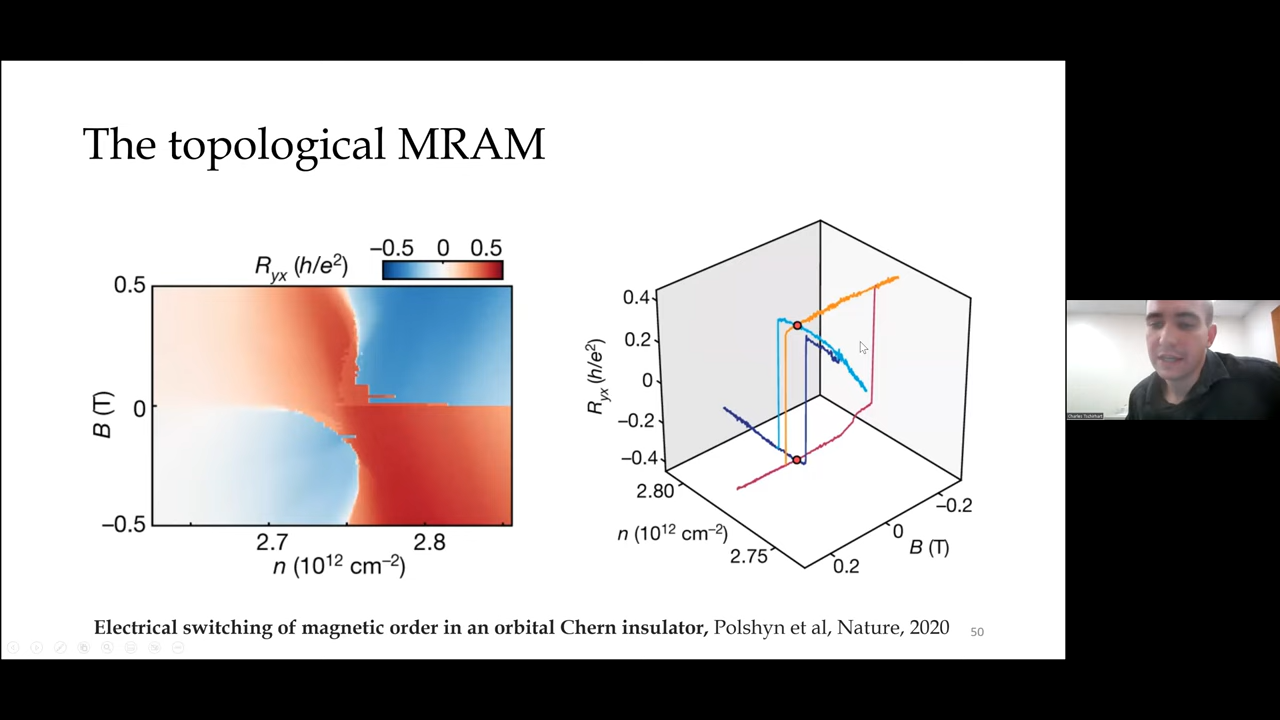 The topological MRAM
R_yx (h/e²)
−0.5 0 0.5
0.5
0
−0.5
B (T)
2.7 2.8
n (10¹² cm⁻²)
0.4
0.2
0
−0.2
−0.4
R_yx (h/e²)
2.80
2.75
n (10¹² cm⁻²)
−0.2
0
0.2
B (T)
Electrical switching of magnetic order in an orbital Chern insulator, Polshyn et al, Nature, 2020
50